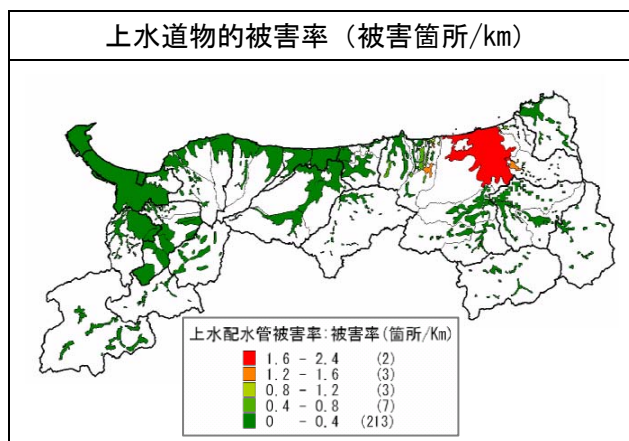 上水道物的被害率（被害箇所/km）
上水配水管被害率:被害率(箇所/Km)
1.6 - 2.4 (2)
1.2 - 1.6 (3)
0.8 - 1.2 (3)
0.4 - 0.8 (7)
0 - 0.4 (213)